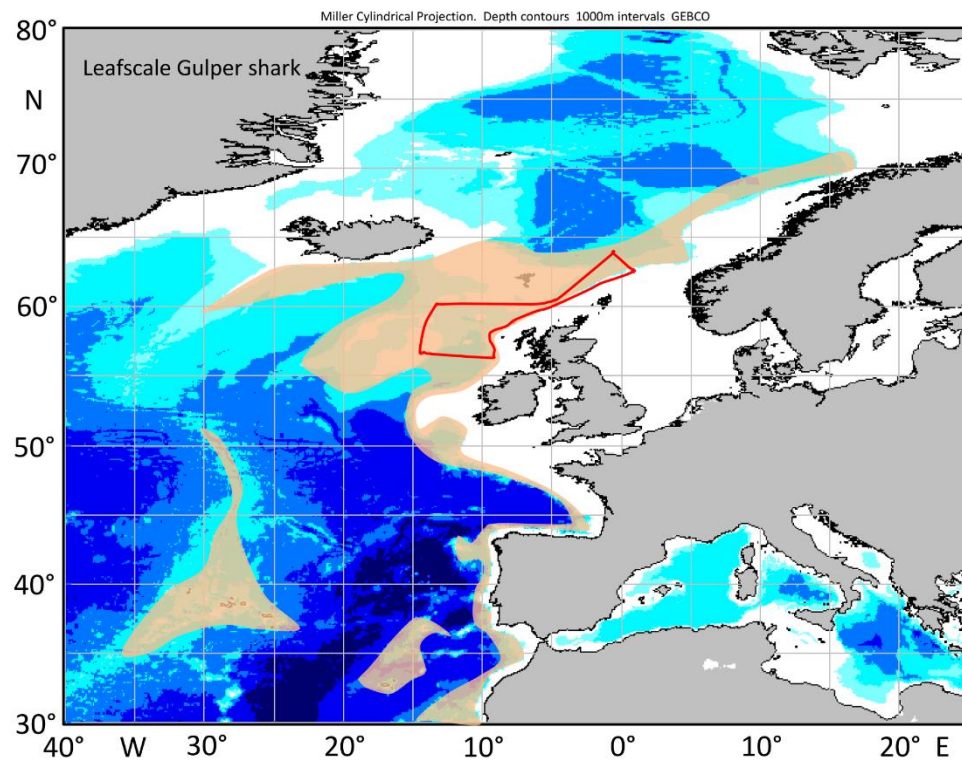 Miller Cylindrical Projection. Depth contours 1000m intervals GEBCO
80°
Leafscale Gulper shark
N
70°
60°
50°
40°
30°
40° W 30° 20° 10° 0° 10° 20° E